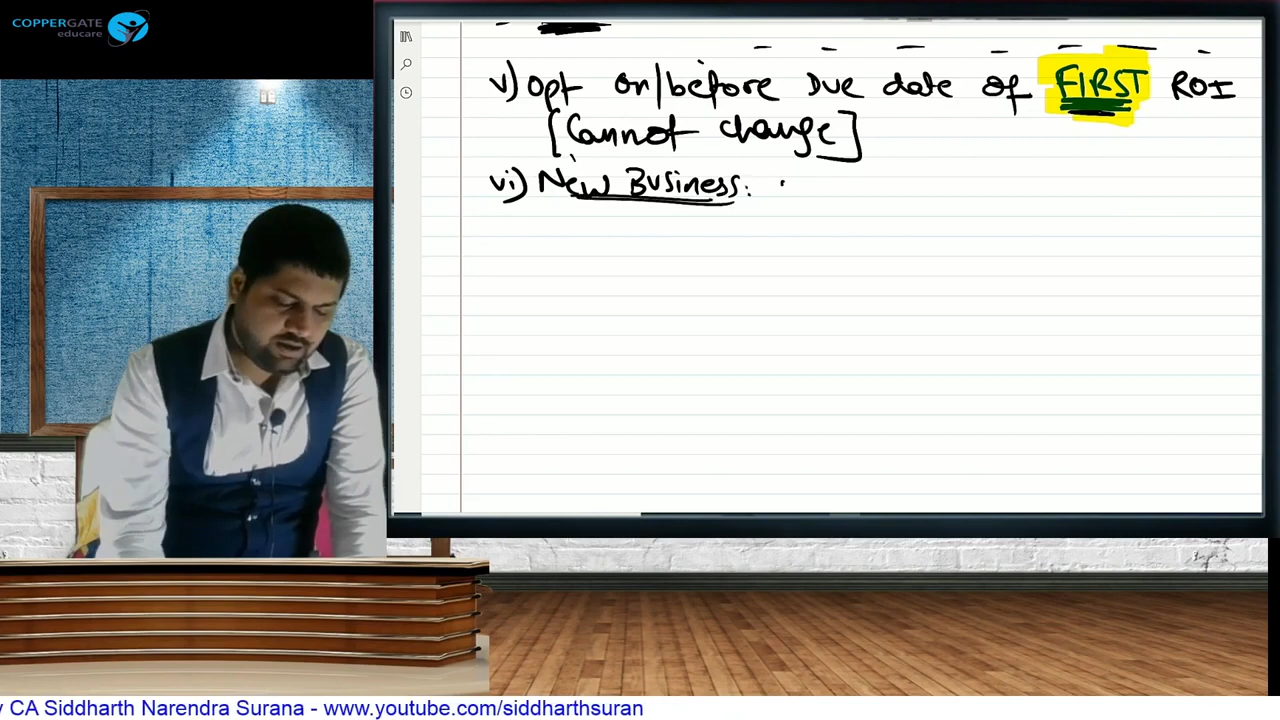 COPPERGATE
educare
v) Opt on/before Due date of FIRST ROI
[Cannot change]
vi) New Business:
y CA Siddharth Narendra Surana - www.youtube.com/siddharthsuran